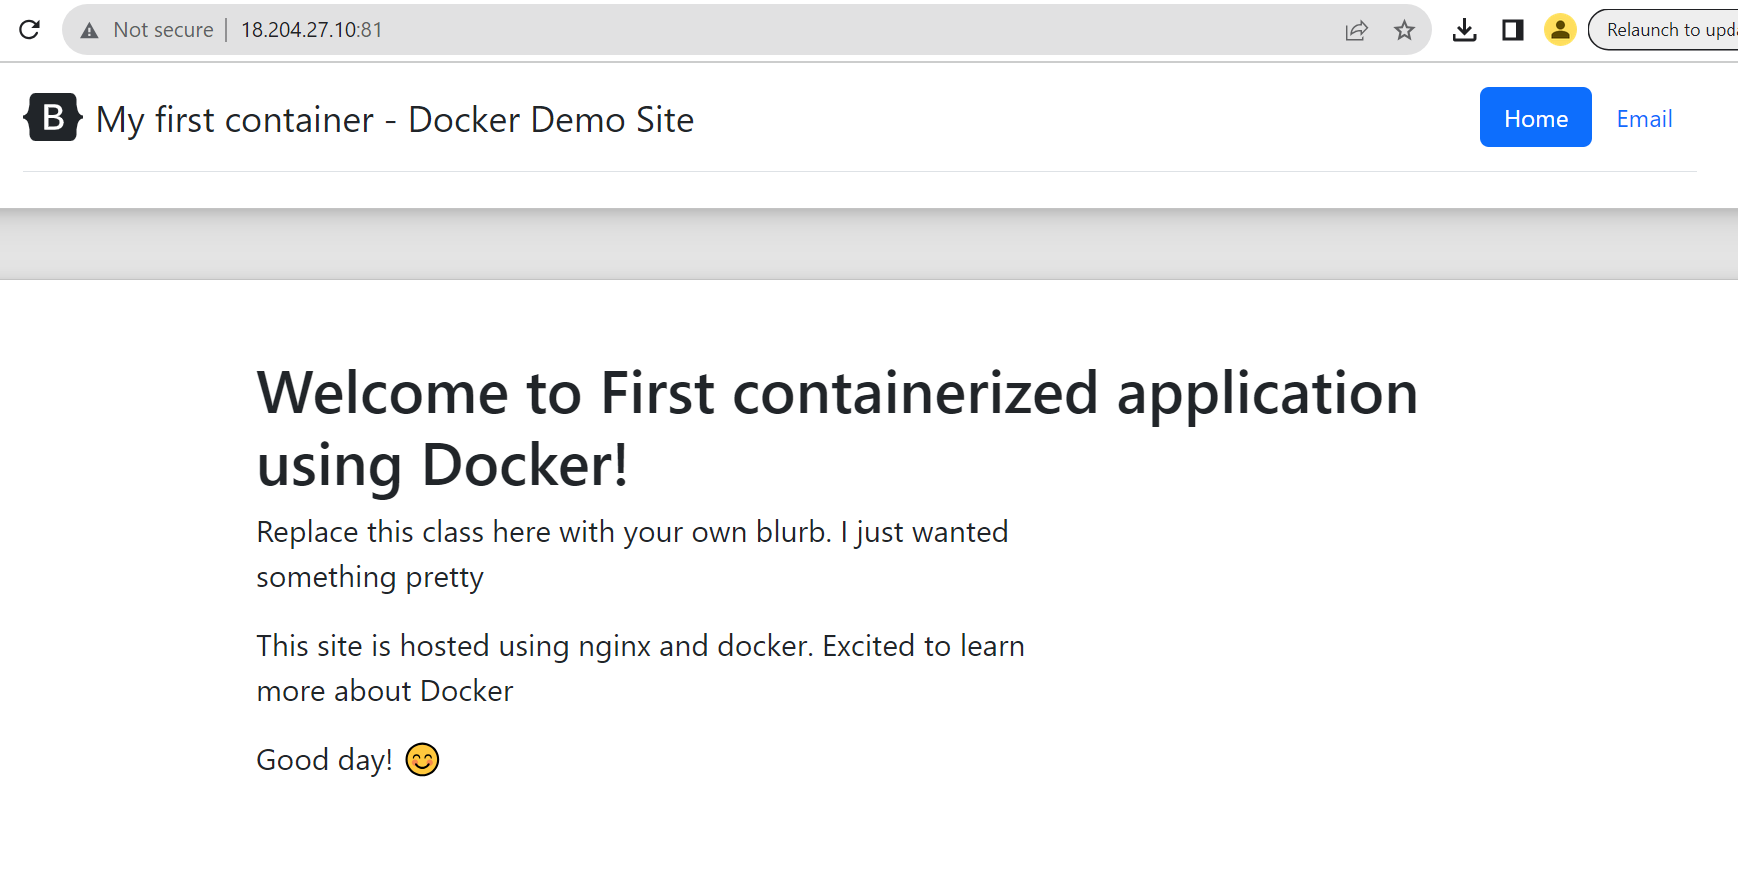 Not secure | 18.204.27.10:81
Relaunch to upda
B My first container - Docker Demo Site
Home
Email
Welcome to First containerized application
using Docker!
Replace this class here with your own blurb. I just wanted
something pretty
This site is hosted using nginx and docker. Excited to learn
more about Docker
Good day! 😊